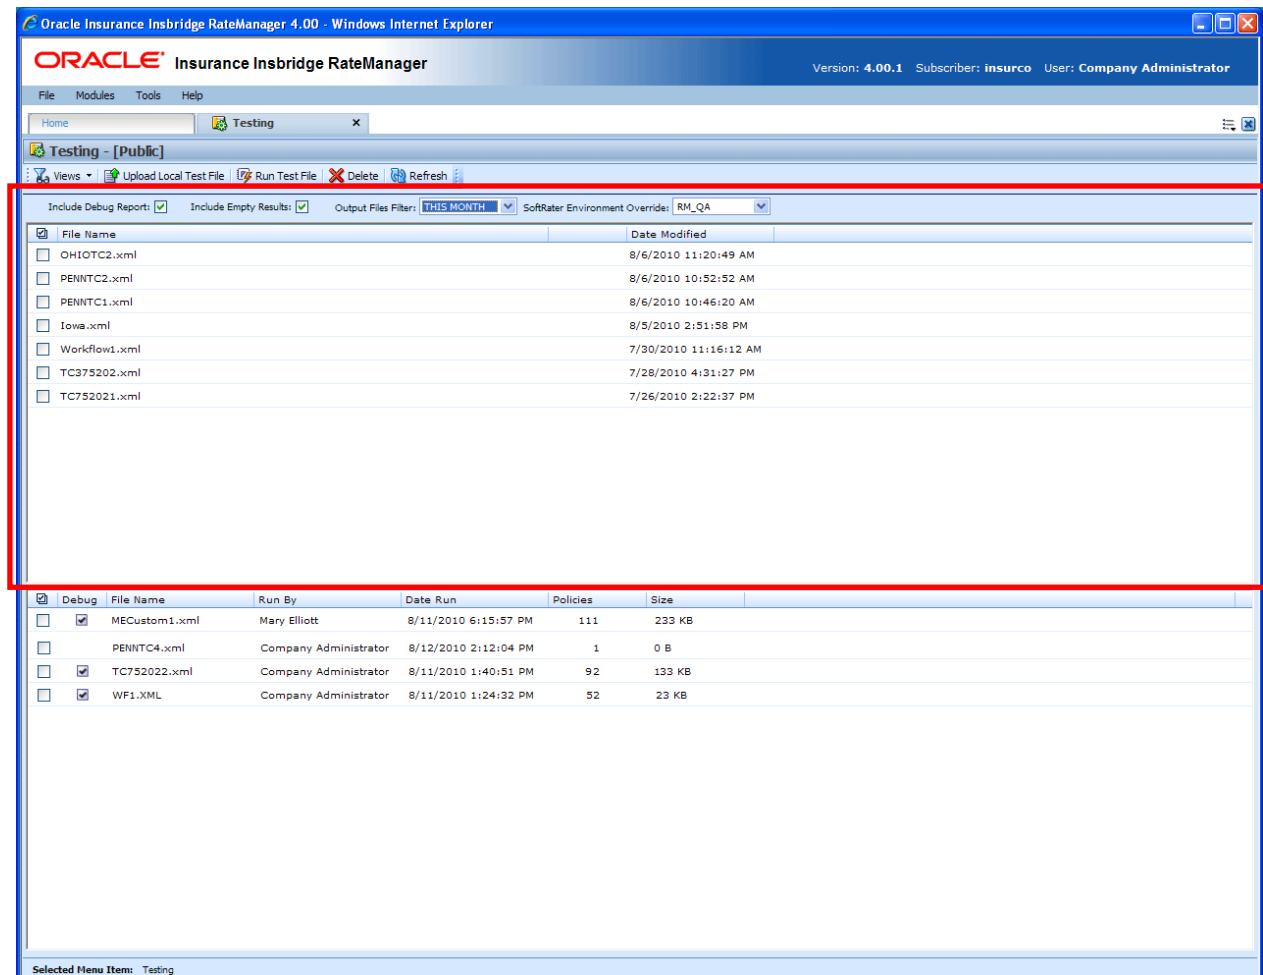 Oracle Insurance Insbridge RateManager 4.00 - Windows Internet Explorer
ORACLE Insurance Insbridge RateManager
Version: 4.00.1 Subscriber: insurco User: Company Administrator
File Modules Tools Help
Home Testing x
Testing - [Public]
Views Upload Local Test File Run Test File Delete Refresh
Include Debug Report: Include Empty Results: Output Files Filter: THIS MONTH SoftRater Environment Override: RM_QA
File Name Date Modified
OHIOTC2.xml 8/6/2010 11:20:49 AM
PENNTC2.xml 8/6/2010 10:52:52 AM
PENNTC1.xml 8/6/2010 10:46:20 AM
Iowa.xml 8/5/2010 2:51:58 PM
Workflow1.xml 7/30/2010 11:16:12 AM
TC375202.xml 7/28/2010 4:31:27 PM
TC752021.xml 7/26/2010 2:22:37 PM
Debug File Name Run By Date Run Policies Size
MECustom1.xml Mary Elliott 8/11/2010 6:15:57 PM 111 233 KB
PENNTC4.xml Company Administrator 8/12/2010 2:12:04 PM 1 0 B
TC752022.xml Company Administrator 8/11/2010 1:40:51 PM 92 133 KB
WF1.XML Company Administrator 8/11/2010 1:24:32 PM 52 23 KB
Selected Menu Item: Testing